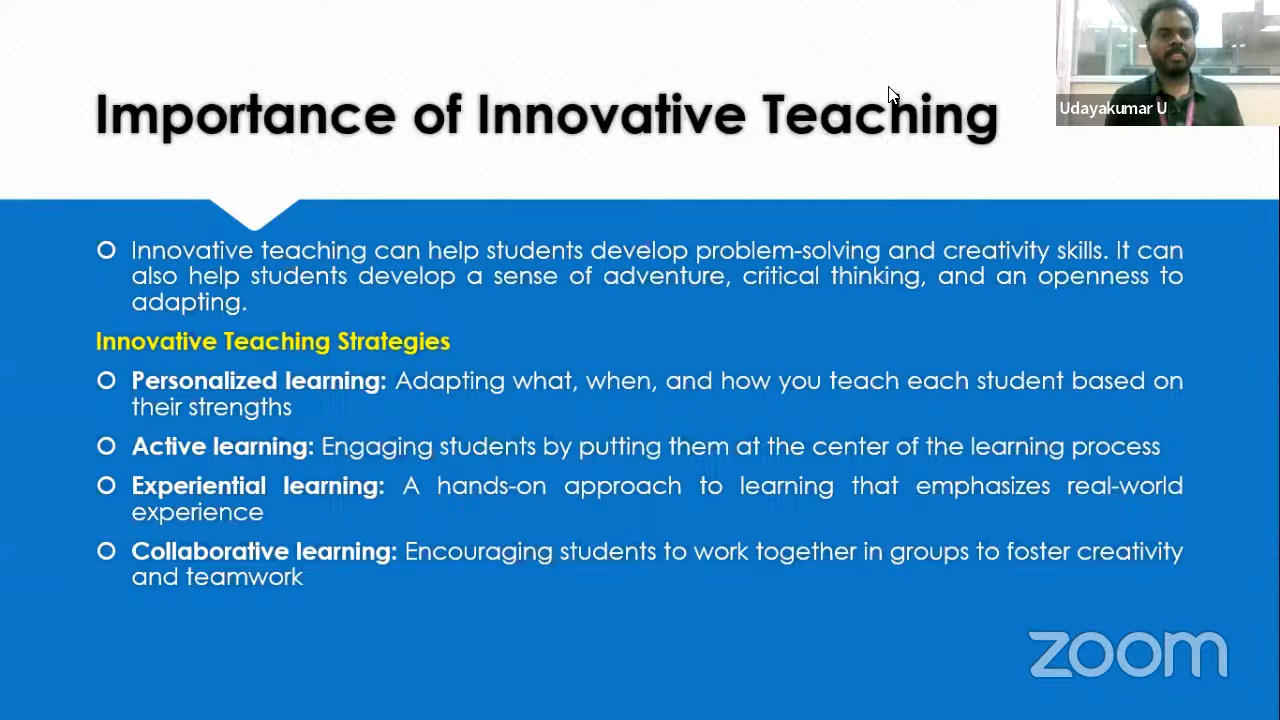 Importance of Innovative Teaching
Udayakumar U
Innovative teaching can help students develop problem-solving and creativity skills. It can
also help students develop a sense of adventure, critical thinking, and an openness to
adapting.
Innovative Teaching Strategies
Personalized learning: Adapting what, when, and how you teach each student based on
their strengths
Active learning: Engaging students by putting them at the center of the learning process
Experiential learning: A hands-on approach to learning that emphasizes real-world
experience
Collaborative learning: Encouraging students to work together in groups to foster creativity
and teamwork
zoom